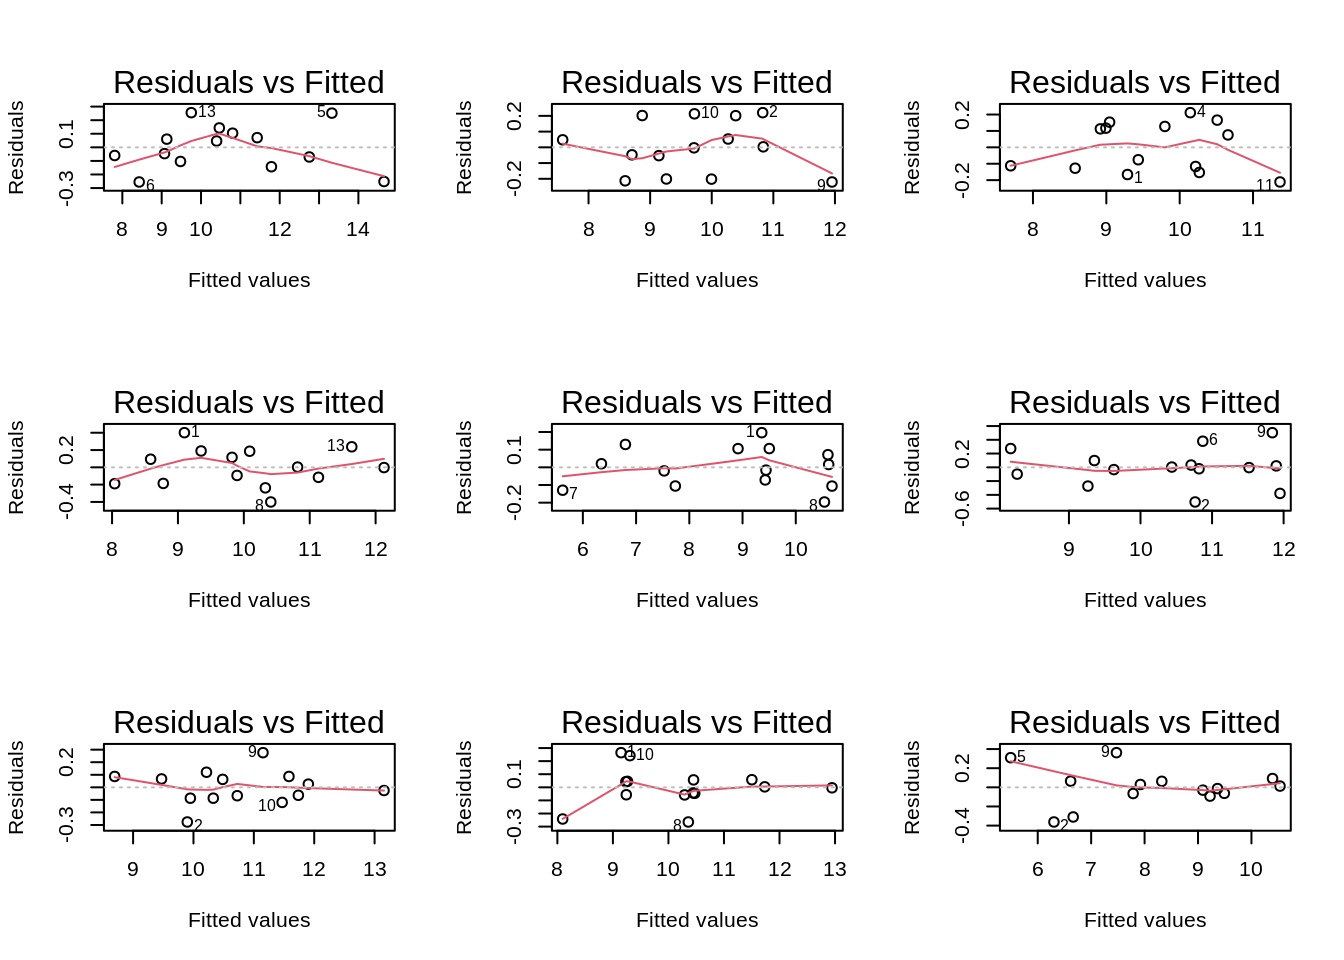 Residuals vs Fitted Residuals vs Fitted Residuals vs Fitted
Residuals
0.1
-0.3
13
5
6
8 9 10 12 14
Fitted values
Residuals
0.2
-0.2
10
2
9
8 9 10 11 12
Fitted values
Residuals
0.2
-0.2
4
1
11
8 9 10 11
Fitted values
Residuals vs Fitted Residuals vs Fitted Residuals vs Fitted
Residuals
0.2
-0.4
1
13
8
8 9 10 11 12
Fitted values
Residuals
0.1
-0.2
1
7
8
6 7 8 9 10
Fitted values
Residuals
0.2
-0.6
9
6
2
9 10 11 12
Fitted values
Residuals vs Fitted Residuals vs Fitted Residuals vs Fitted
Residuals
0.2
-0.3
9
10
2
9 10 11 12 13
Fitted values
Residuals
0.1
-0.3
1
10
8
8 9 10 11 12 13
Fitted values
Residuals
0.2
-0.4
5
9
2
6 7 8 9 10
Fitted values